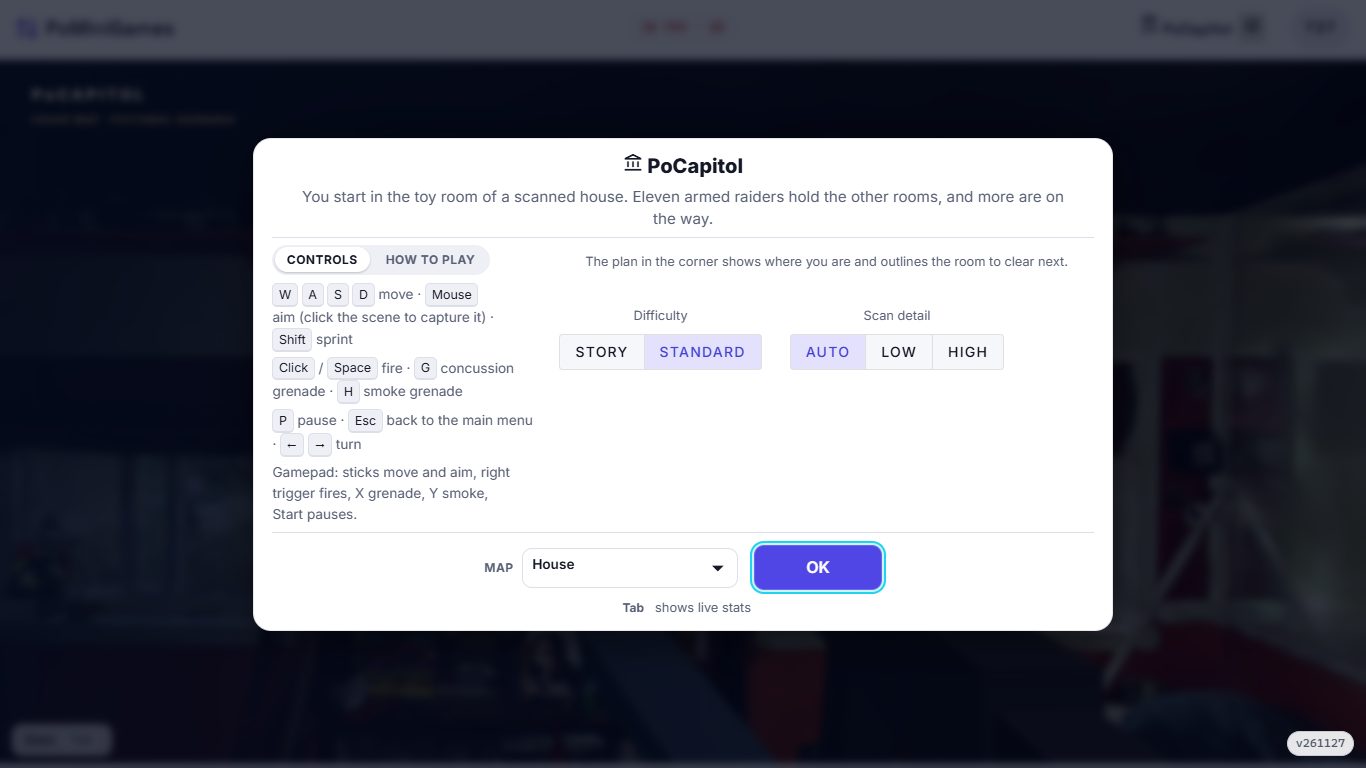 PoMiniGames
PoCapitol
POCAPITOL
PoCapitol
You start in the toy room of a scanned house. Eleven armed raiders hold the other rooms, and more are on
the way.
CONTROLS HOW TO PLAY
W A S D move · Mouse
aim (click the scene to capture it) ·
Shift sprint
Click / Space fire · G concussion
grenade · H smoke grenade
P pause · Esc back to the main menu
· ← → turn
Gamepad: sticks move and aim, right
trigger fires, X grenade, Y smoke,
Start pauses.
The plan in the corner shows where you are and outlines the room to clear next.
Difficulty
STORY STANDARD
Scan detail
AUTO LOW HIGH
MAP House OK
Tab shows live stats
v261127